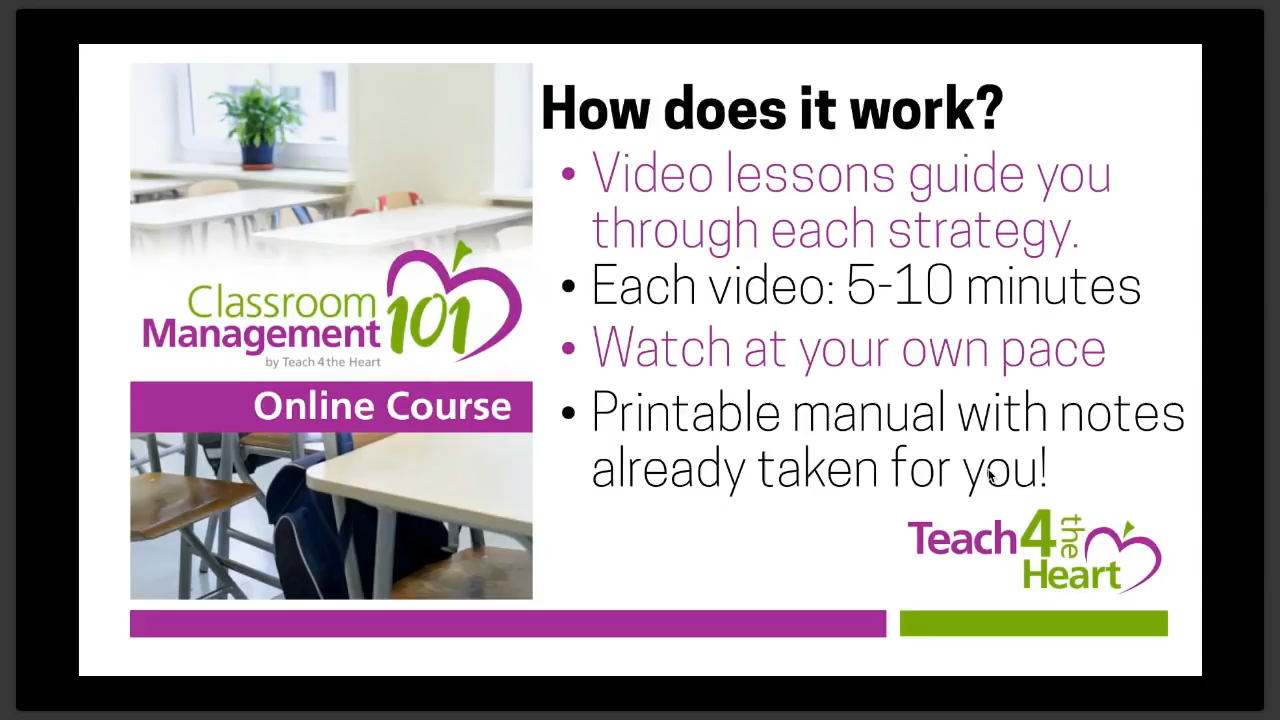 How does it work?
• Video lessons guide you
through each strategy.
• Each video: 5-10 minutes
• Watch at your own pace
• Printable manual with notes
already taken for you!
Classroom
Management 101
by Teach 4 the Heart
Online Course
Teach 4 the
Heart